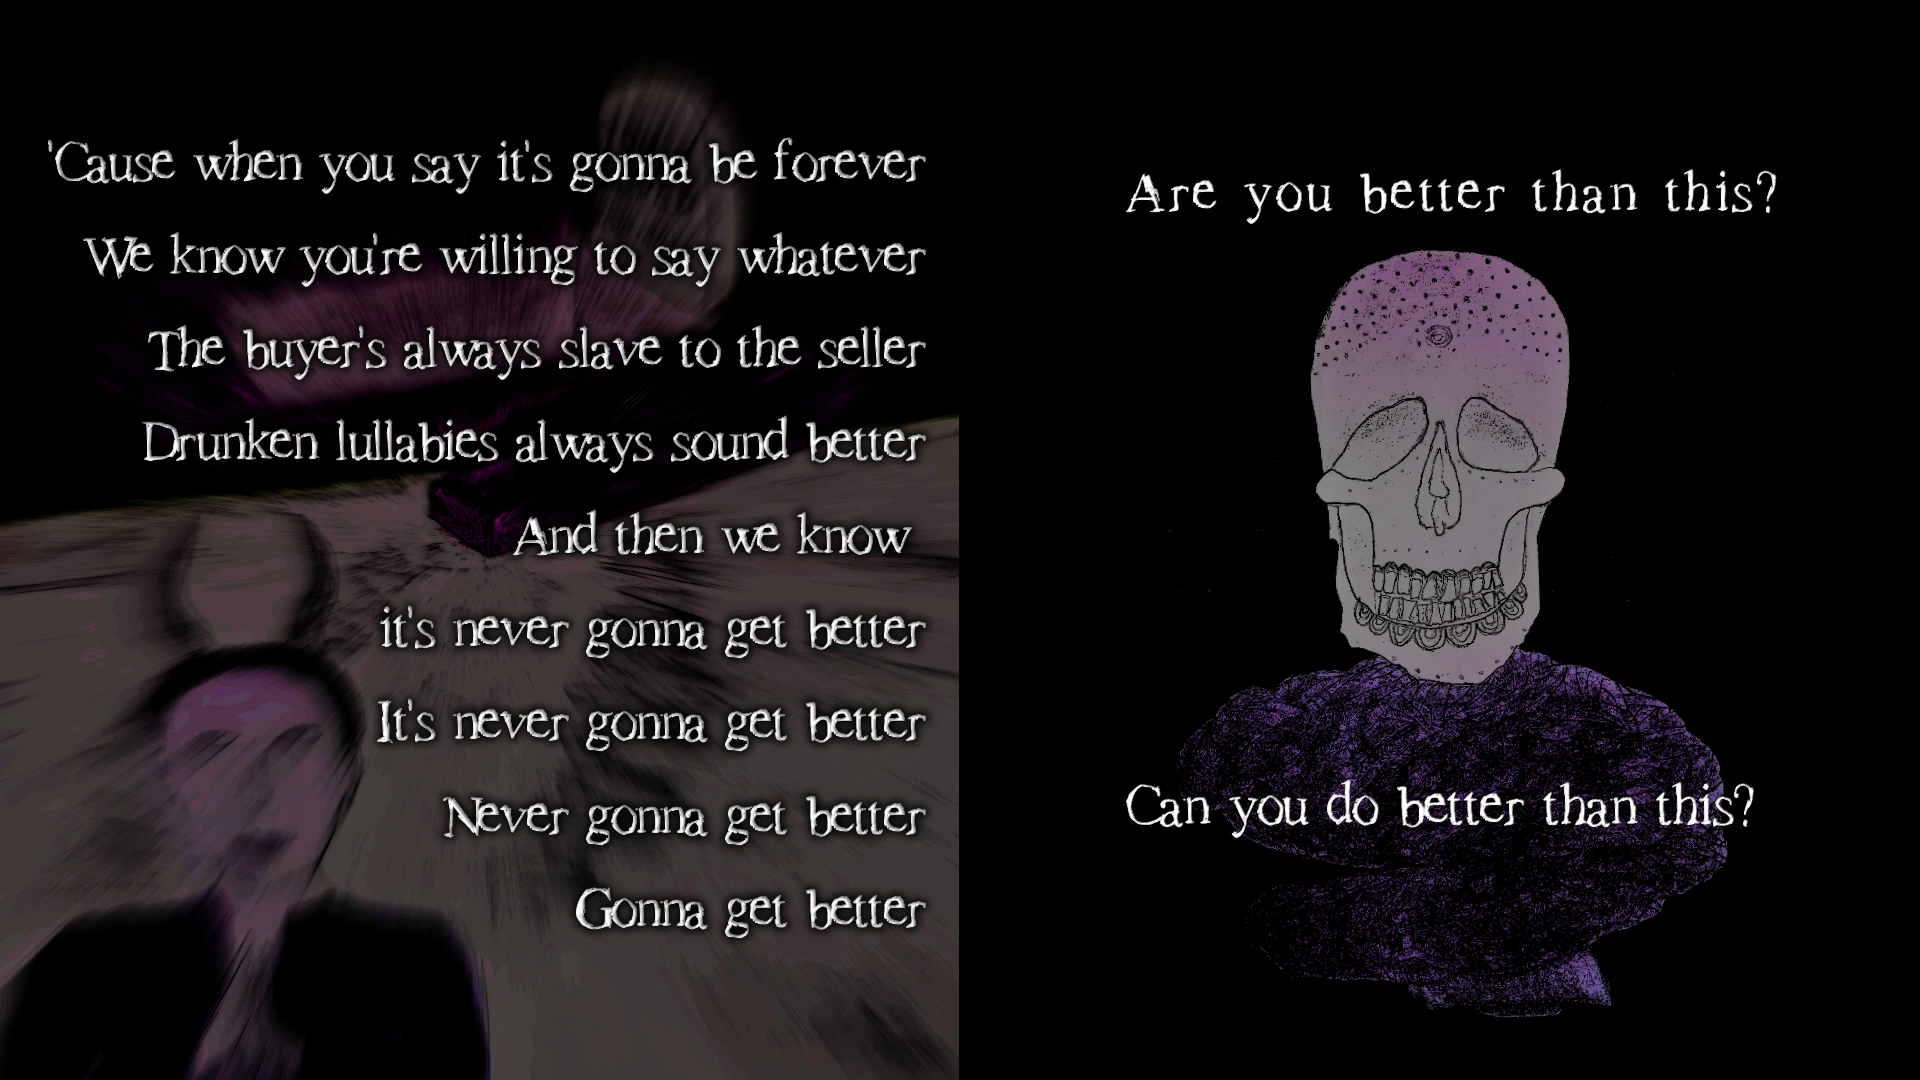 'Cause when you say it's gonna be forever
We know you're willing to say whatever
The buyer's always slave to the seller
Drunken lullabies always sound better
And then we know
it's never gonna get better
It's never gonna get better
Never gonna get better
Gonna get better
Are you better than this?
Can you do better than this?